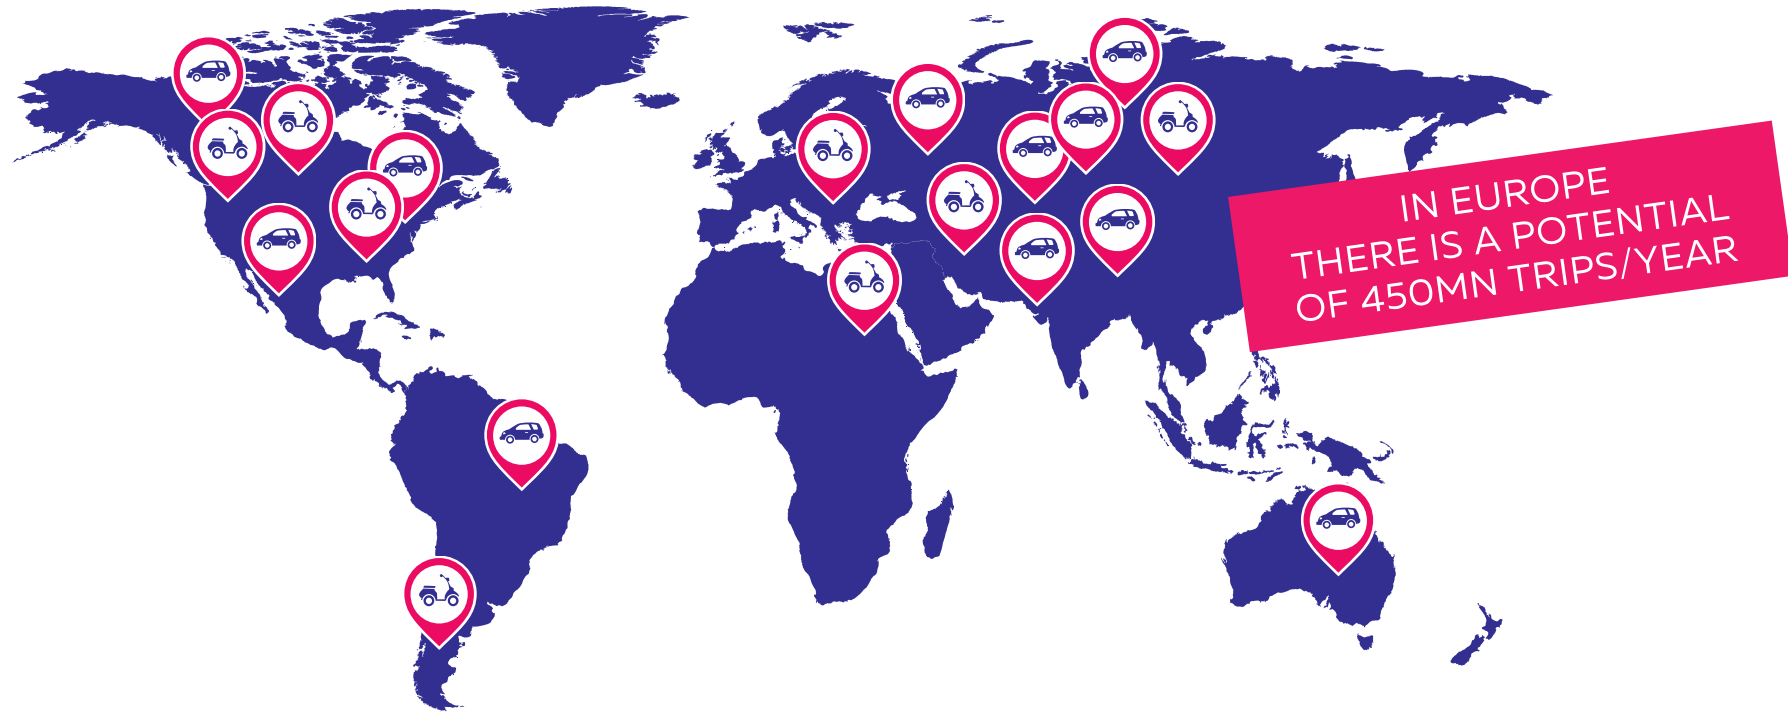 IN EUROPE
THERE IS A POTENTIAL
OF 450MN TRIPS/YEAR